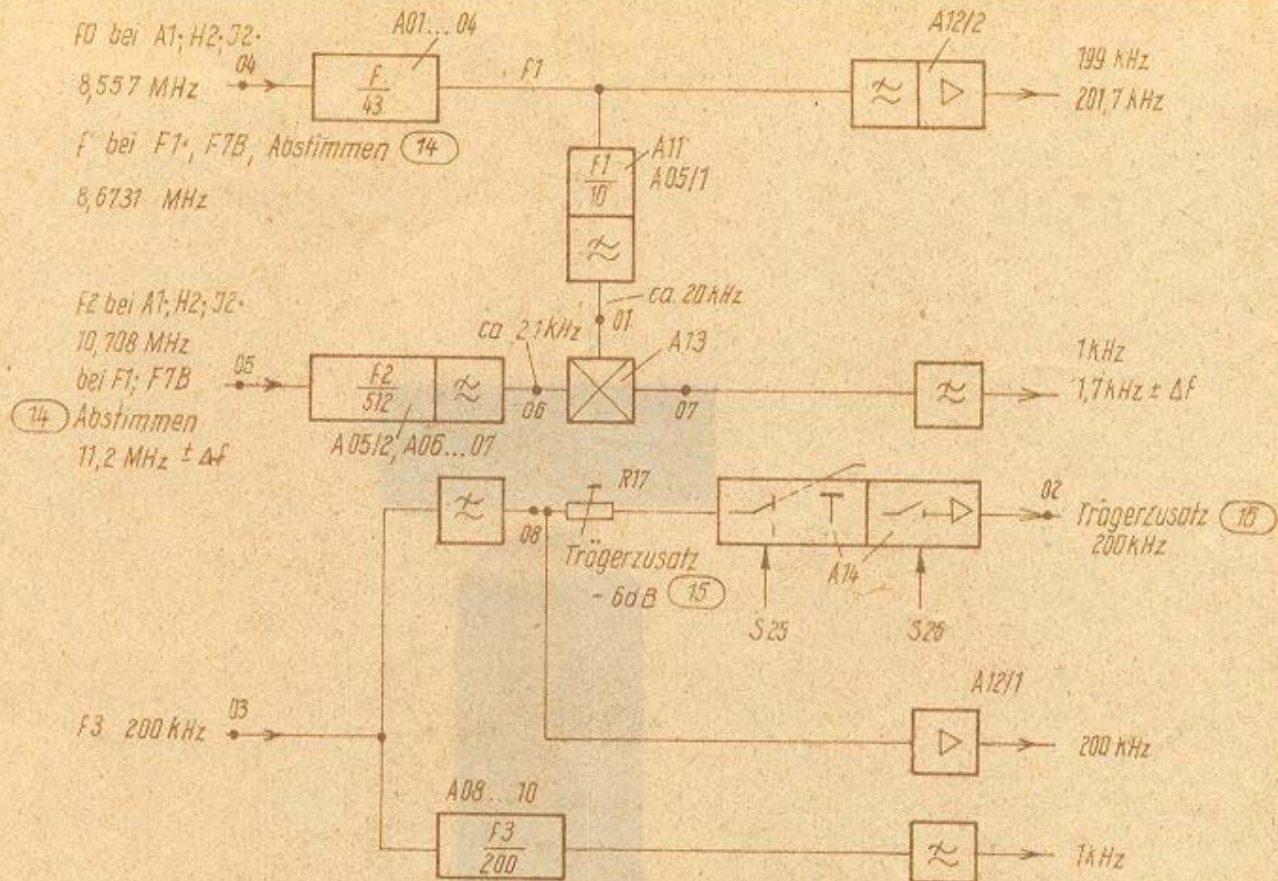 F0 bei A1; H2; J2.
04
8,557 MHz
F
43
A01...04
F1
A12/2
199 kHz
201,7 kHz
f bei F1·, F7B, Abstimmen 14
8,6731 MHz
F1
10
A11
A05/1
ca. 20 kHz
01
F2 bei A1; H2; J2.
10,708 MHz
05
bei F1; F7B
14 Abstimmen
11,2 MHz ± Δf
F2
512
A05/2, A06...07
ca 21 kHz
06
A13
07
1 kHz
1,7 kHz ± Δf
08
R17
Trägerzusatz
- 6dB 15
A14
S25
S26
02
Trägerzusatz 16
200 kHz
F3 200 kHz
03
A12/1
200 kHz
A08...10
F3
200
1kHz